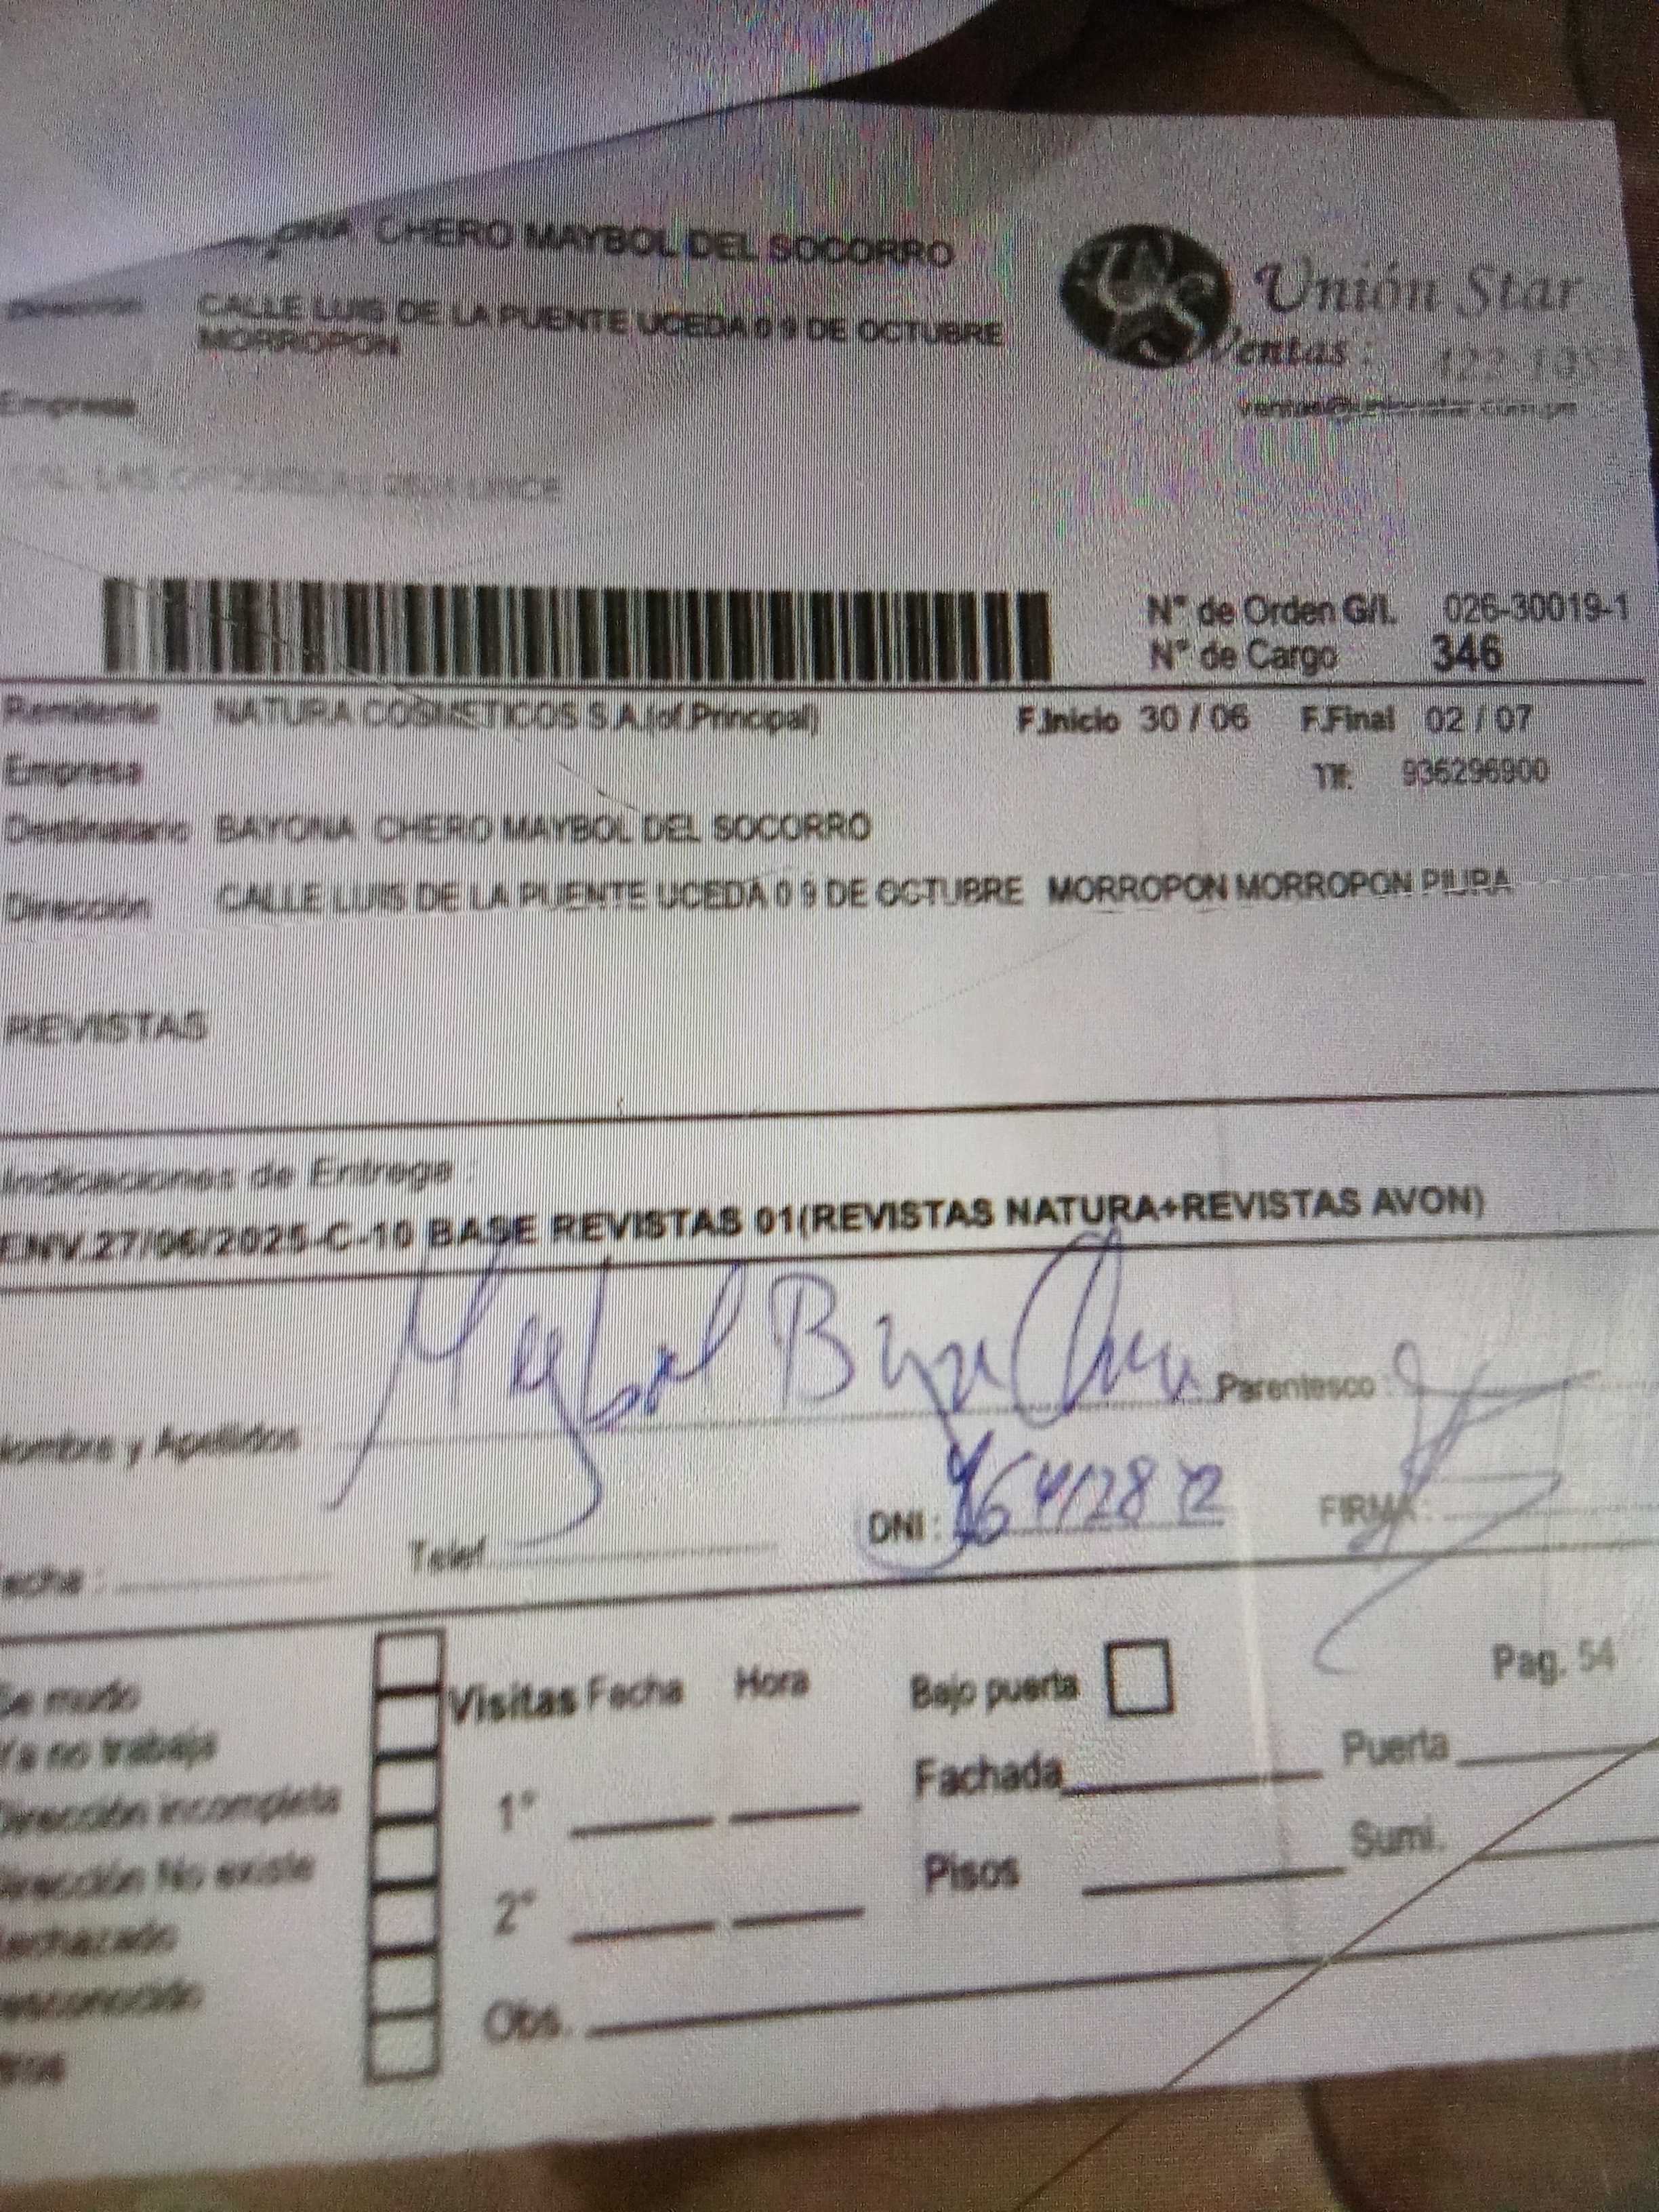 CHERO MAYBOL DEL SOCORRO
Dirección CALLE LUIS DE LA PUENTE UCEDA 0 9 DE OCTUBRE
MORROPON
Unión Star
Ventas:
Empresa
N° de Orden G/L 026-30019-1
N° de Cargo 346
Remitente NATURA COSMETICOS S.A.(of.Principal) F.Inicio 30 / 06 F.Final 02 / 07
Empresa Tlf: 936296900
Destinatario BAYONA CHERO MAYBOL DEL SOCORRO
Dirección CALLE LUIS DE LA PUENTE UCEDA 0 9 DE OCTUBRE MORROPON MORROPON PIURA
REVISTAS
Indicaciones de Entrega :
ENV.27/06/2025-C-10 BASE REVISTAS 01(REVISTAS NATURA+REVISTAS AVON)
Nombre y Apellidos Maybol Parentesco
echa : Telef. DNI : FIRMA :
Se mudo
Ya no trabaja
Dirección incompleta
Dirección No existe
Rechazado
Desconocido
Visitas Fecha Hora
1°
2°
Obs.
Bajo puerta
Pag. 54
Fachada Puerta
Pisos Sumi.